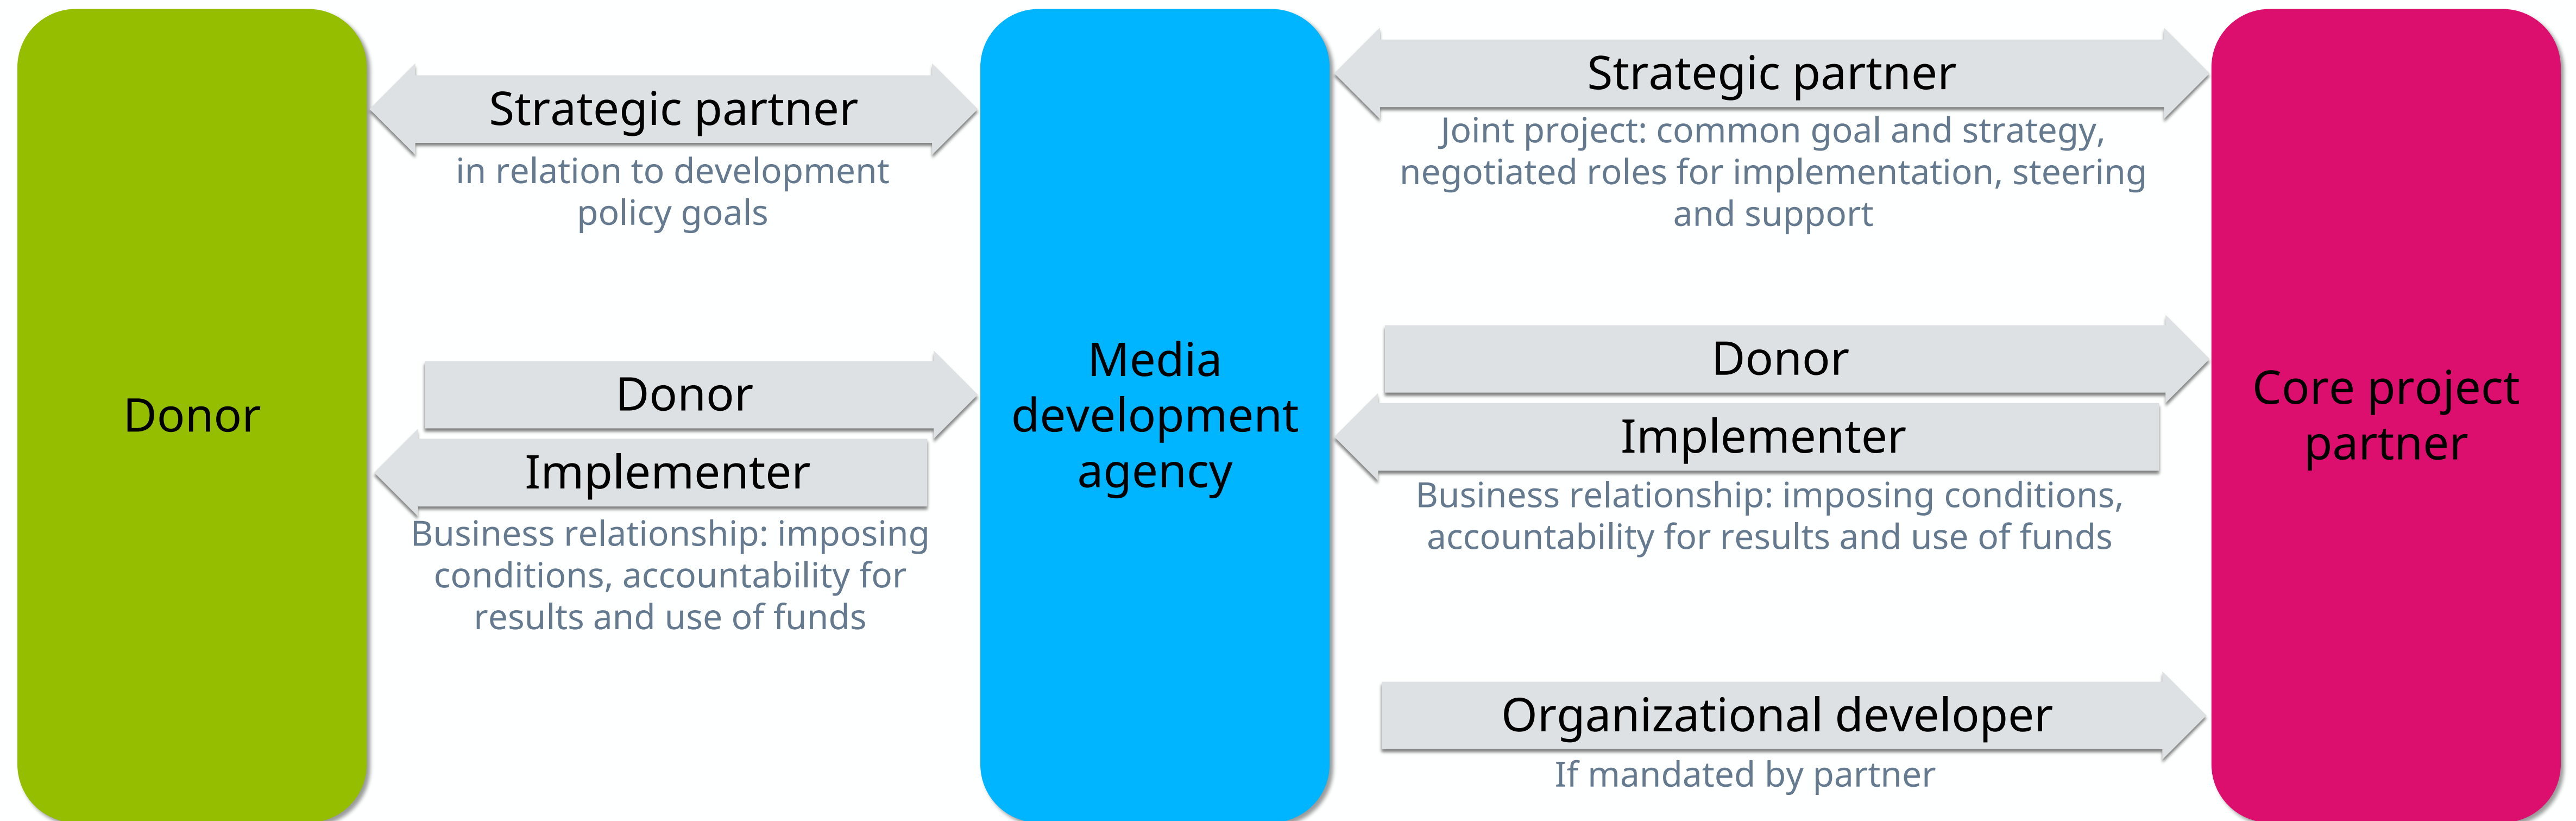 Donor
Strategic partner
in relation to development
policy goals
Donor
Implementer
Business relationship: imposing
conditions, accountability for
results and use of funds
Media
development
agency
Strategic partner
Joint project: common goal and strategy,
negotiated roles for implementation, steering
and support
Donor
Implementer
Business relationship: imposing conditions,
accountability for results and use of funds
Organizational developer
If mandated by partner
Core project
partner